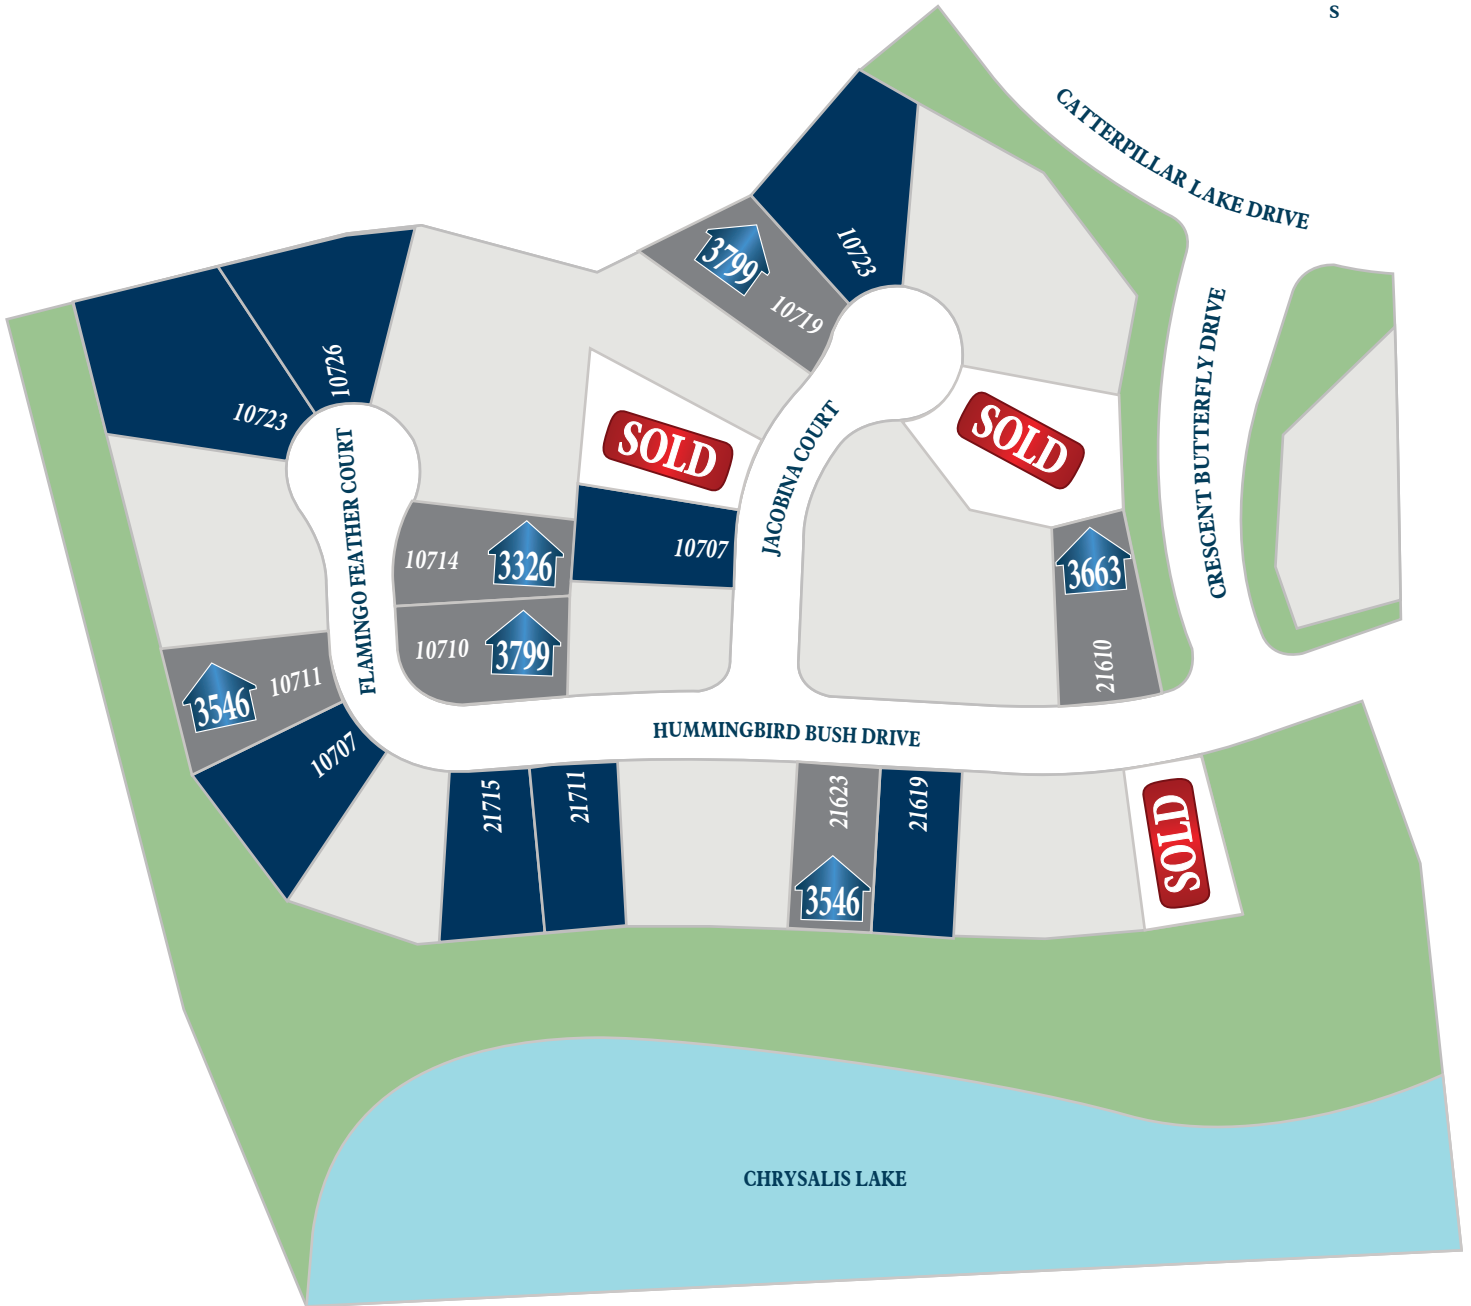 S
CATTERPILLAR LAKE DRIVE
10723
3799
10719
CRESCENT BUTTERFLY DRIVE
10726
10723
SOLD
SOLD
JACOBINA COURT
FLAMINGO FEATHER COURT
10714
3326
10707
3663
10710
3799
21610
10711
3546
HUMMINGBIRD BUSH DRIVE
10707
21715
21711
21623
3546
21619
SOLD
CHRYSALIS LAKE